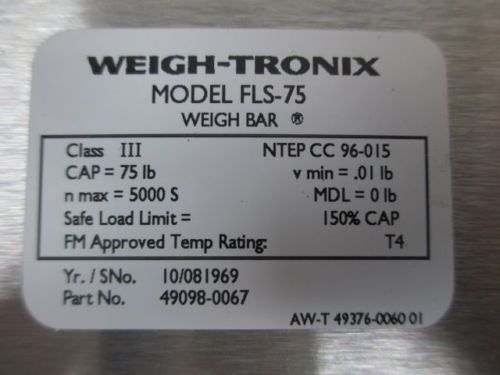 WEIGH-TRONIX
MODEL FLS-75
WEIGH BAR ®
Class III NTEP CC 96-015
CAP = 75 lb v min = .01 lb
n max = 5000 S MDL = 0 lb
Safe Load Limit = 150% CAP
FM Approved Temp Rating: T4
Yr. / SNo. 10/081969
Part No. 49098-0067
AW-T 49376-0060 01